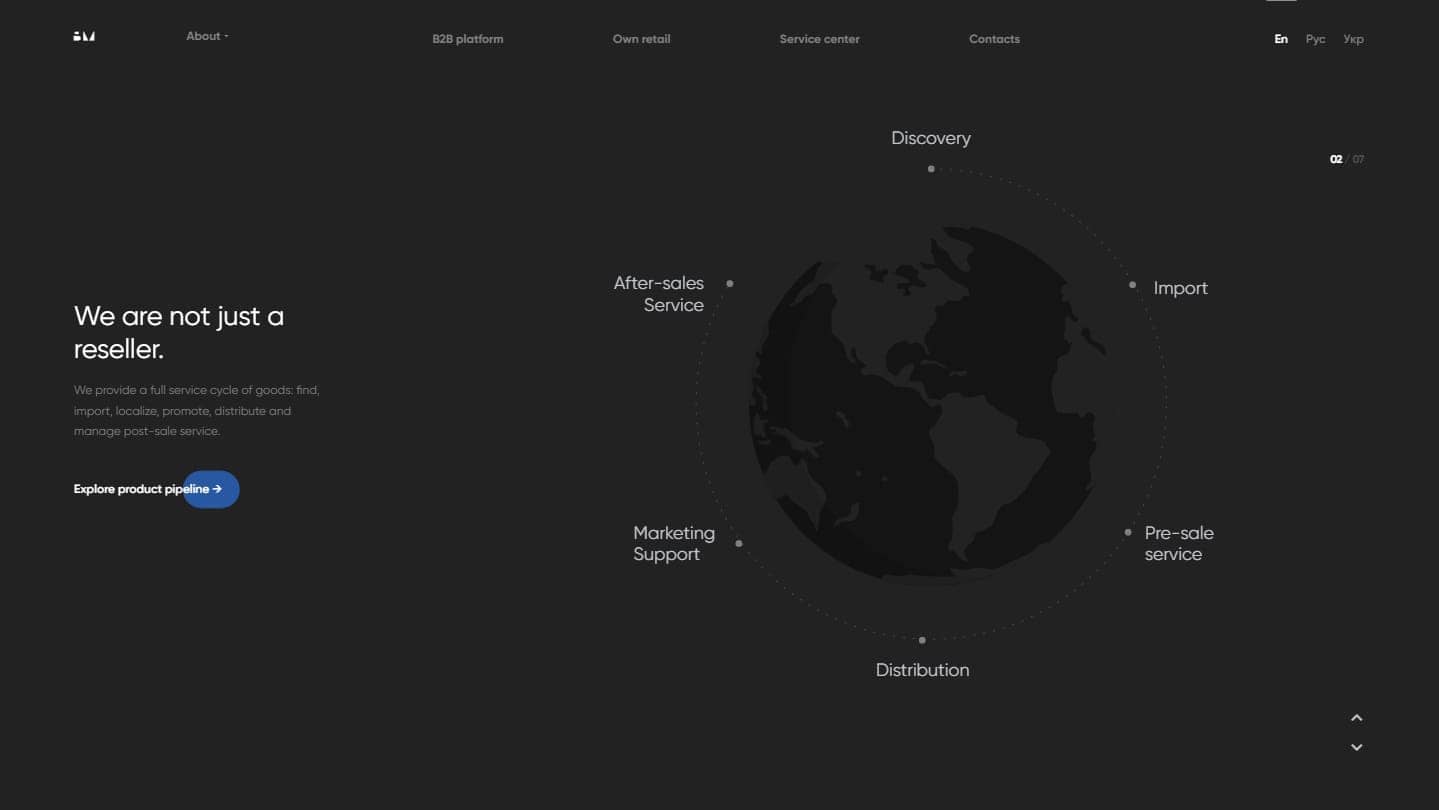 BM
About
B2B platform
Own retail
Service center
Contacts
En
Рус
Укр
Discovery
02 / 07
After-sales
Service
Import
We are not just a
reseller.
We provide a full service cycle of goods: find,
import, localize, promote, distribute and
manage post-sale service.
Explore product pipeline →
Marketing
Support
Pre-sale
service
Distribution